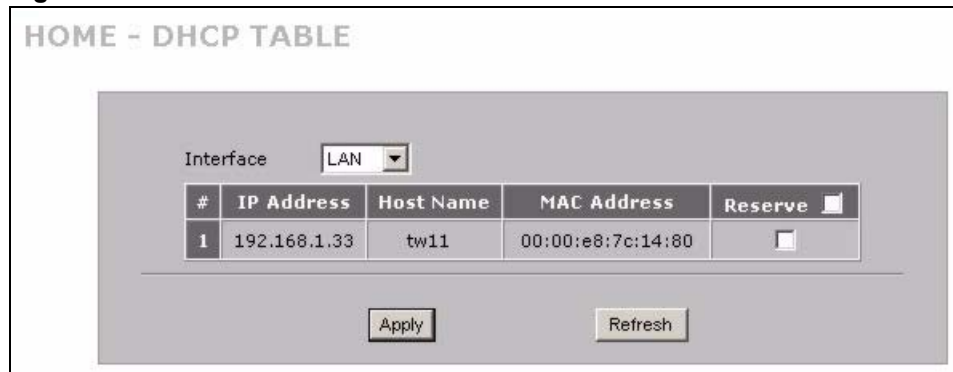 HOME - DHCP TABLE
Interface LAN
# IP Address Host Name MAC Address Reserve
1 192.168.1.33 tw11 00:00:e8:7c:14:80
Apply Refresh